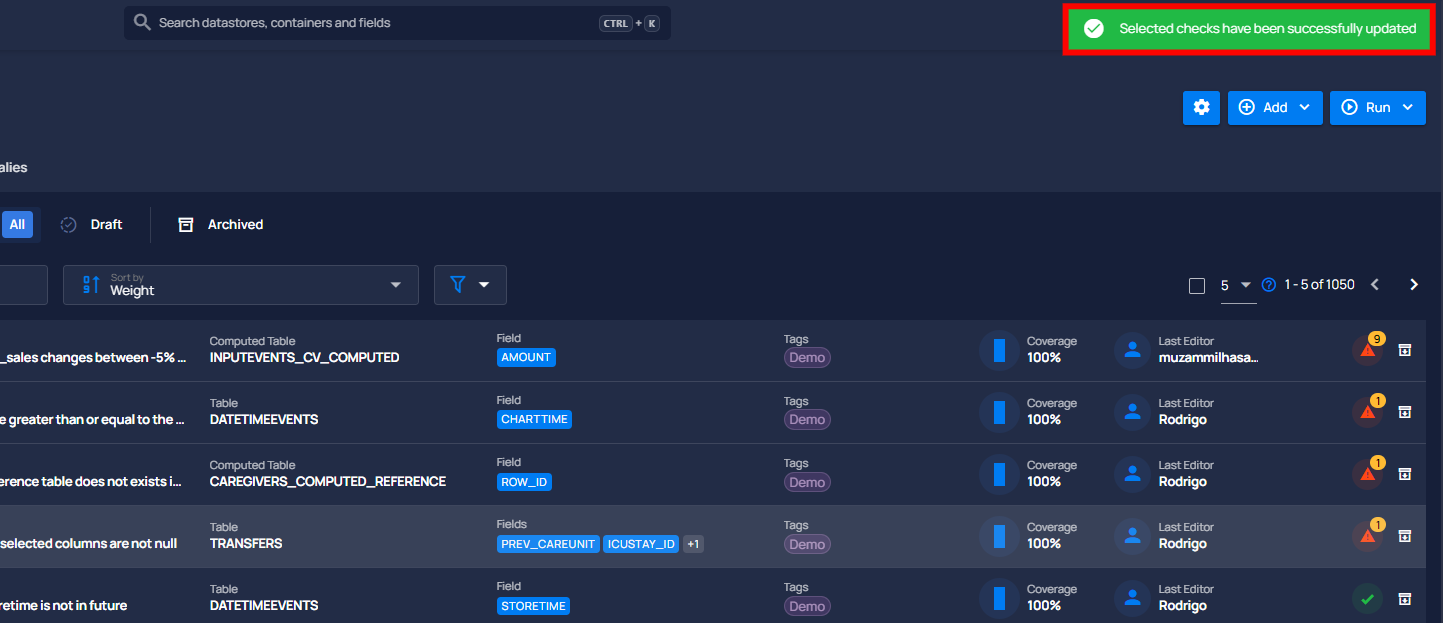 Search datastores, containers and fields CTRL + K
Selected checks have been successfully updated
Add Run
alies
All Draft Archived
Sort by
Weight
5 1 - 5 of 1050
_sales changes between -5% ...
Computed Table
INPUTEVENTS_CV_COMPUTED
Field
AMOUNT
Tags
Demo
Coverage
100%
Last Editor
muzammilhasa...
9
e greater than or equal to the ...
Table
DATETIMEEVENTS
Field
CHARTTIME
Tags
Demo
Coverage
100%
Last Editor
Rodrigo
1
erence table does not exists i...
Computed Table
CAREGIVERS_COMPUTED_REFERENCE
Field
ROW_ID
Tags
Demo
Coverage
100%
Last Editor
Rodrigo
1
selected columns are not null
Table
TRANSFERS
Fields
PREV_CAREUNIT ICUSTAY_ID +1
Tags
Demo
Coverage
100%
Last Editor
Rodrigo
1
retime is not in future
Table
DATETIMEEVENTS
Field
STORETIME
Tags
Demo
Coverage
100%
Last Editor
Rodrigo